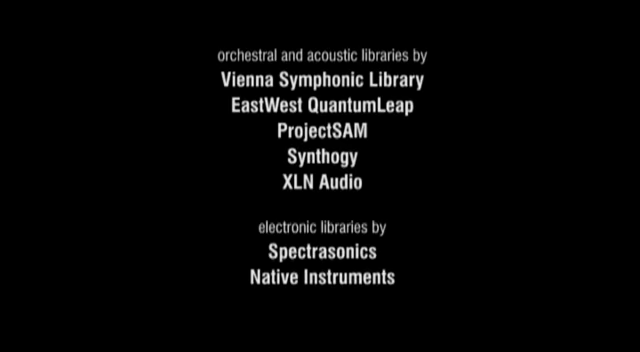 orchestral and acoustic libraries by
Vienna Symphonic Library
EastWest QuantumLeap
ProjectSAM
Synthogy
XLN Audio
electronic libraries by
Spectrasonics
Native Instruments